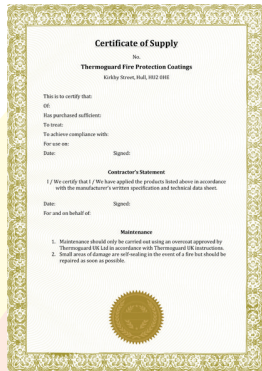 Certificate of Supply
No.
Thermoguard Fire Protection Coatings
Kirkby Street, Hull, HU2 0HE
This is to certify that:
Of:
Has purchased sufficient:
To treat:
To achieve compliance with:
For use on:
Date: Signed:
Contractor's Statement
I / We certify that I / We have applied the products listed above in accordance
with the manufacturer's written specification and technical data sheet.
Date: Signed:
For and on behalf of:
Maintenance
1. Maintenance should only be carried out using an overcoat approved by
Thermoguard UK Ltd in accordance with Thermoguard UK instructions.
2. Small areas of damage are self-sealing in the event of a fire but should be
repaired as soon as possible.